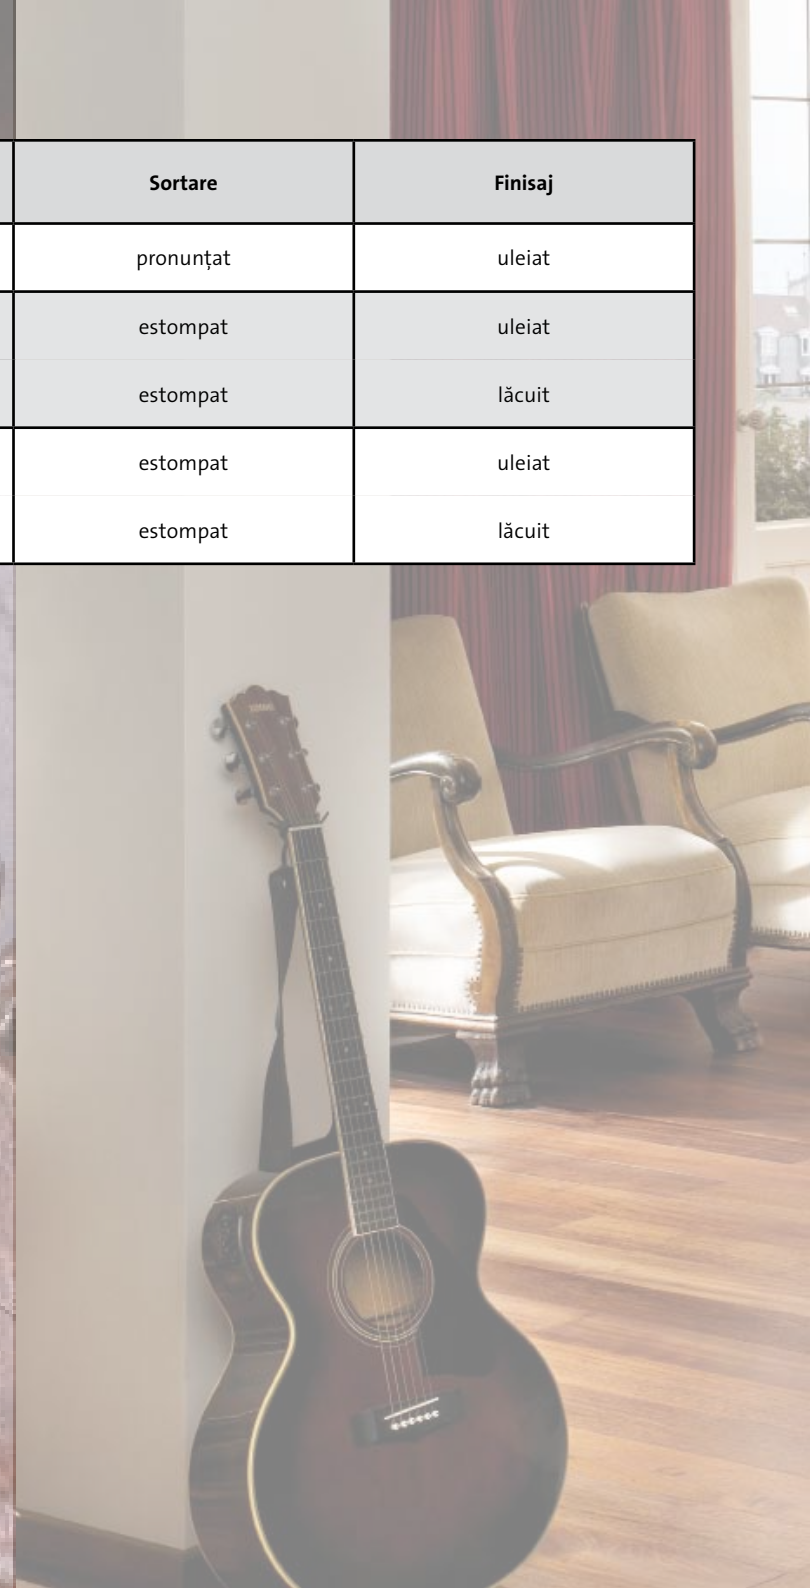 Sortare Finisaj
pronunțat uleiat
estompat uleiat
estompat lăcuit
estompat uleiat
estompat lăcuit